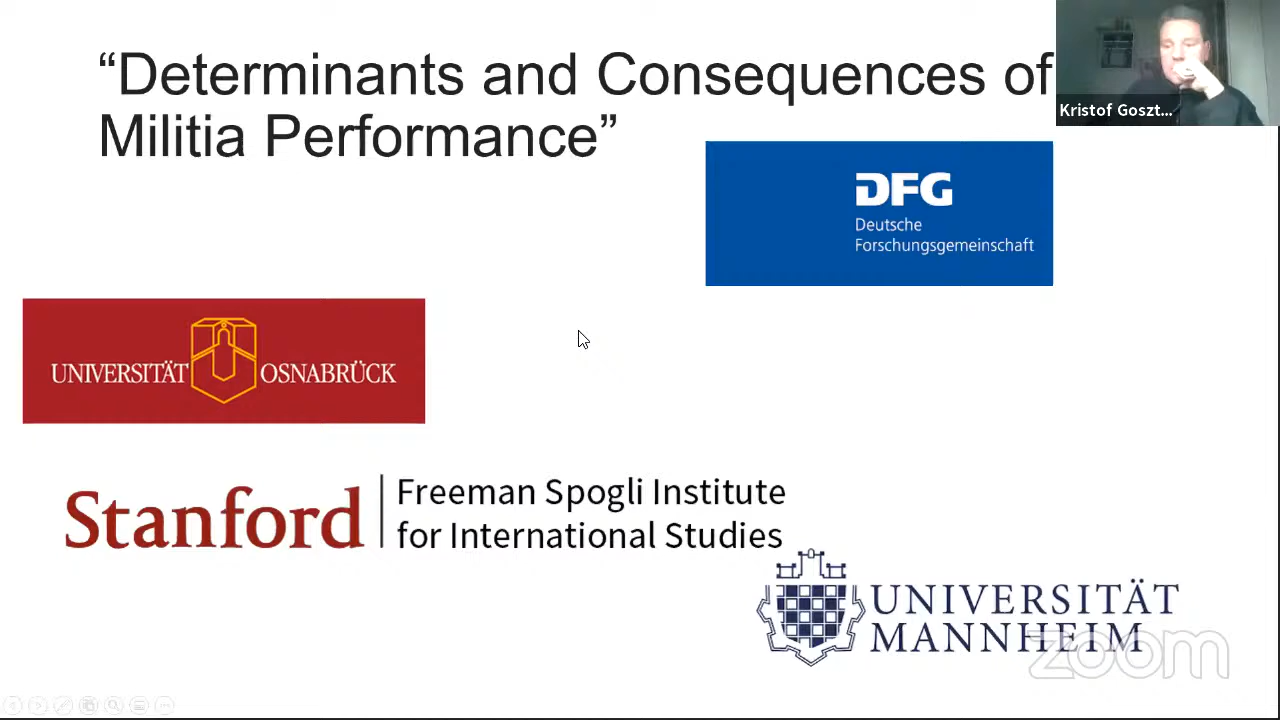 “Determinants and Consequences of
Militia Performance”
Kristof Goszt...
DFG
Deutsche
Forschungsgemeinschaft
UNIVERSITÄT OSNABRÜCK
Stanford
Freeman Spogli Institute
for International Studies
UNIVERSITÄT
MANNHEIM
zoom